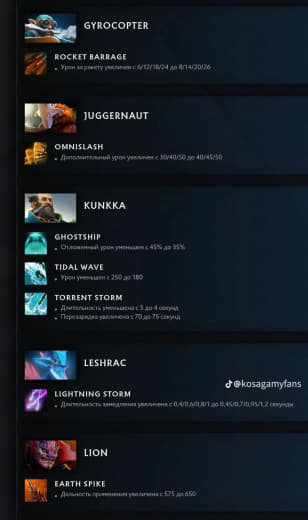 GYROCOPTER
ROCKET BARRAGE
Урон за ракету увеличен с 6/12/18/24 до 8/14/20/26
JUGGERNAUT
OMNISLASH
Дополнительный урон увеличен с 30/40/50 до 40/45/50
KUNKKA
GHOSTSHIP
Отложенный урон уменьшен с 45% до 35%
TIDAL WAVE
Урон уменьшен с 250 до 180
TORRENT STORM
Длительность уменьшена с 5 до 4 секунд
Перезарядка увеличена с 70 до 75 секунд
LESHRAC
@kosagamyfans
LIGHTNING STORM
Длительность замедления увеличена с 0,4/0,6/0,8/1 до 0,45/0,7/0,95/1,2 секунды
LION
EARTH SPIKE
Дальность применения увеличена с 575 до 650